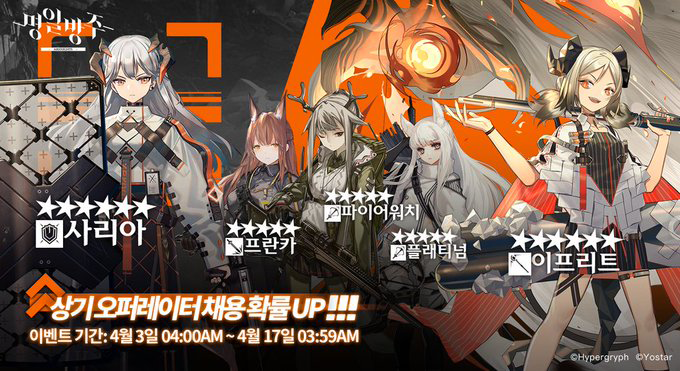 명일방주
ARKNIGHTS
★★★★★★
사리아
★★★★★
프란카
★★★★★
파이어워치
★★★★★
플래티넘
★★★★★★
이프리트
상기 오퍼레이터 채용 확률 UP !!!
이벤트 기간: 4월 3일 04:00AM ~ 4월 17일 03:59AM
©Hypergryph ©Yostar